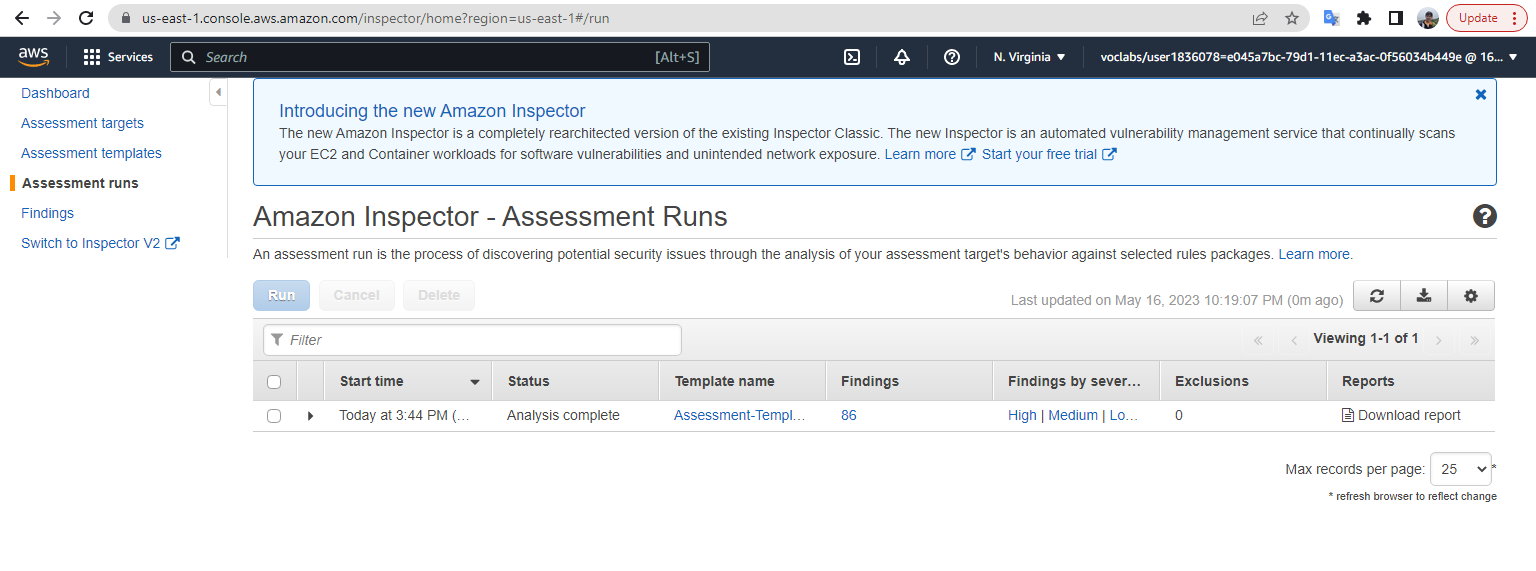 us-east-1.console.aws.amazon.com/inspector/home?region=us-east-1#/run
Update
aws
Services
Search
[Alt+S]
N. Virginia
voclabs/user1836078=e045a7bc-79d1-11ec-a3ac-0f56034b449e @ 16...
Dashboard
Assessment targets
Assessment templates
Assessment runs
Findings
Switch to Inspector V2
Introducing the new Amazon Inspector
The new Amazon Inspector is a completely rearchitected version of the existing Inspector Classic. The new Inspector is an automated vulnerability management service that continually scans
your EC2 and Container workloads for software vulnerabilities and unintended network exposure. Learn more Start your free trial
Amazon Inspector - Assessment Runs
An assessment run is the process of discovering potential security issues through the analysis of your assessment target's behavior against selected rules packages. Learn more.
Run Cancel Delete
Last updated on May 16, 2023 10:19:07 PM (0m ago)
Filter
« ‹ Viewing 1-1 of 1 › »
Start time Status Template name Findings Findings by sever... Exclusions Reports
Today at 3:44 PM (... Analysis complete Assessment-Templ... 86 High | Medium | Lo... 0 Download report
Max records per page: 25 *
* refresh browser to reflect change